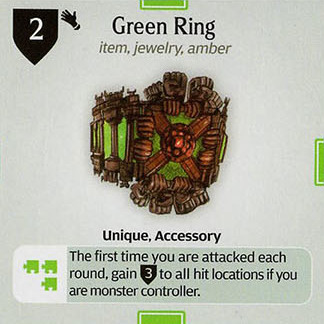 2
Green Ring
item, jewelry, amber
Unique, Accessory
The first time you are attacked each
round, gain 3 to all hit locations if you
are monster controller.